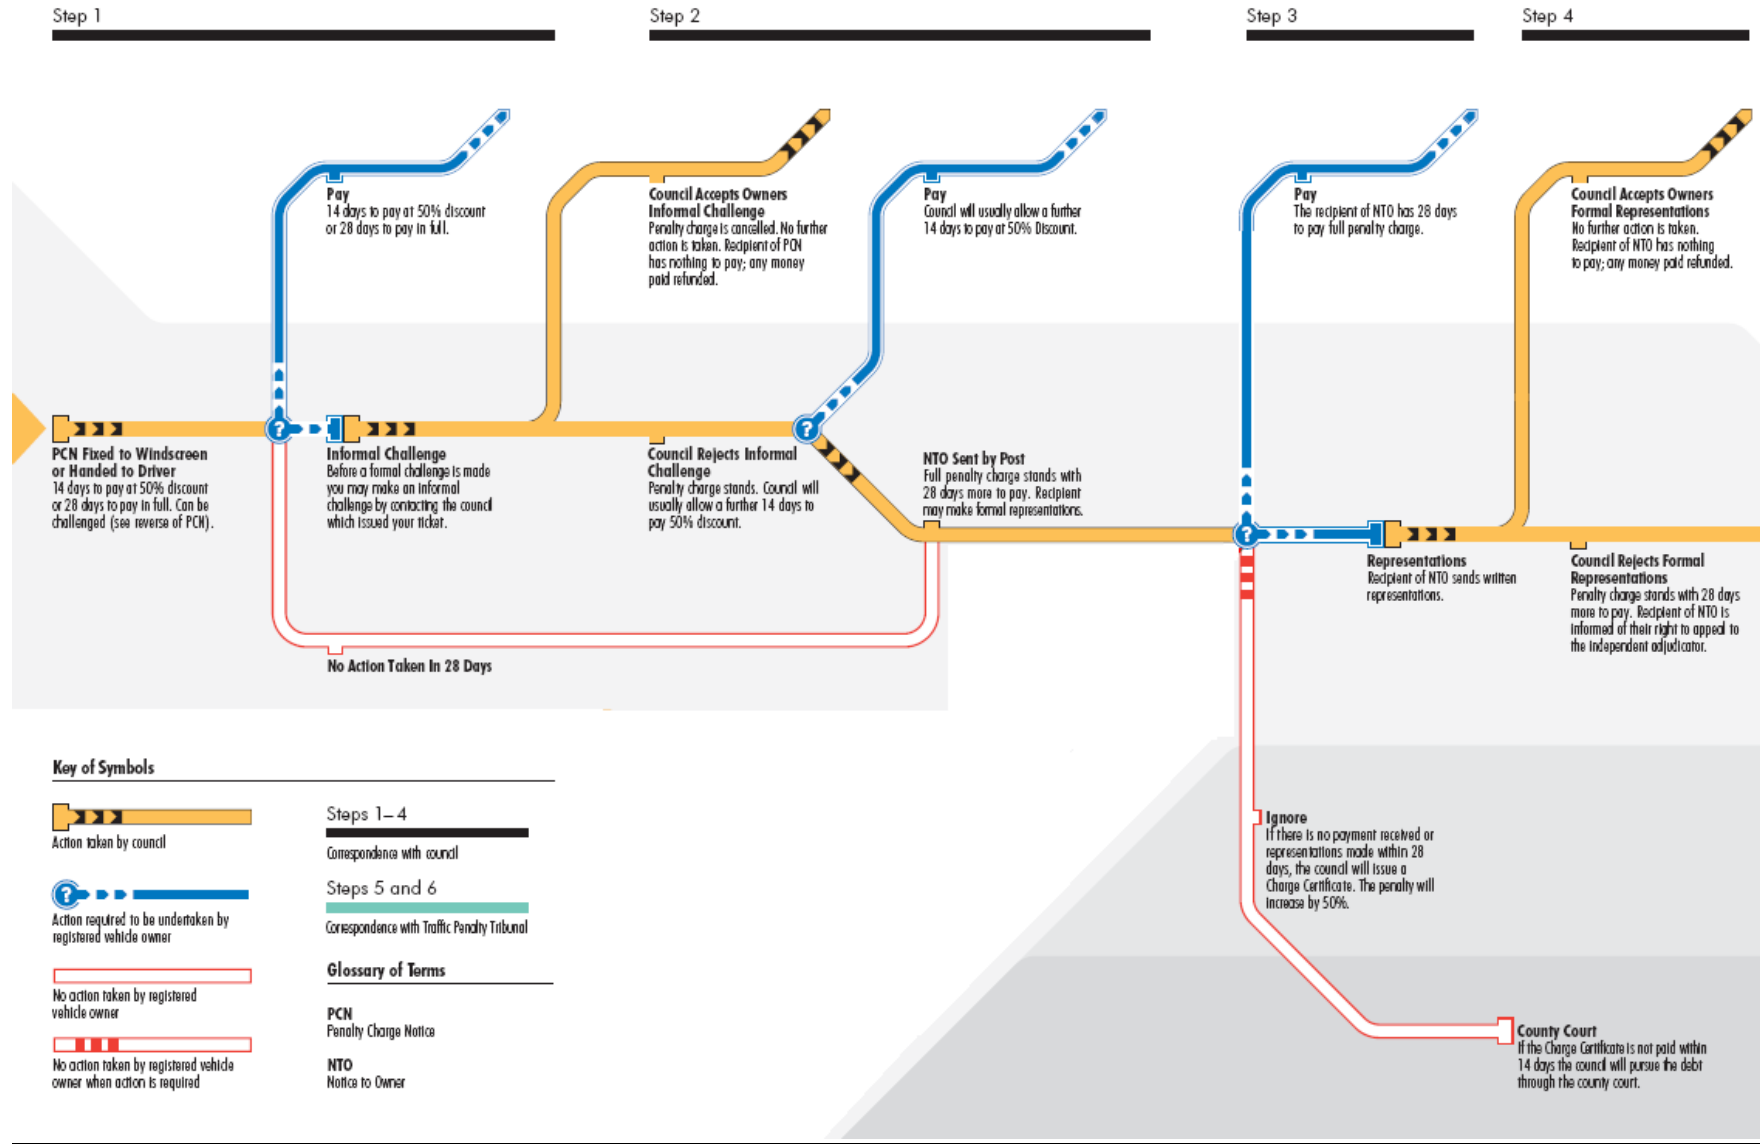 Step 1
Step 2
Step 3
Step 4
Pay
14 days to pay at 50% discount
or 28 days to pay in full.
Council Accepts Owners
Informal Challenge
Penalty charge is cancelled. No further
action is taken. Recipient of PCN
has nothing to pay; any money
paid refunded.
Pay
Council will usually allow a further
14 days to pay at 50% Discount.
Pay
The recipient of NTO has 28 days
to pay full penalty charge.
Council Accepts Owners
Formal Representations
No further action is taken.
Recipient of NTO has nothing
to pay; any money paid refunded.
?
?
?
PCN Fixed to Windscreen
or Handed to Driver
14 days to pay at 50% discount
or 28 days to pay in full. Can be
challenged (see reverse of PCN).
Informal Challenge
Before a formal challenge is made
you may make an informal
challenge by contacting the council
which issued your ticket.
Council Rejects Informal
Challenge
Penalty charge stands. Council will
usually allow a further 14 days to
pay 50% discount.
NTO Sent by Post
Full penalty charge stands with
28 days more to pay. Recipient
may make formal representations.
Representations
Recipient of NTO sends written
representations.
Council Rejects Formal
Representations
Penalty charge stands with 28 days
more to pay. Recipient of NTO is
informed of their right to appeal to
the independent adjudicator.
No Action Taken In 28 Days
Ignore
If there is no payment received or
representations made within 28
days, the council will issue a
Charge Certificate. The penalty will
increase by 50%.
County Court
If the Charge Certificate is not paid within
14 days the council will pursue the debt
through the county court.
Key of Symbols
Action taken by council
?
Action required to be undertaken by
registered vehicle owner
No action taken by registered
vehicle owner
No action taken by registered vehicle
owner when action is required
Steps 1–4
Correspondence with council
Steps 5 and 6
Correspondence with Traffic Penalty Tribunal
Glossary of Terms
PCN
Penalty Charge Notice
NTO
Notice to Owner